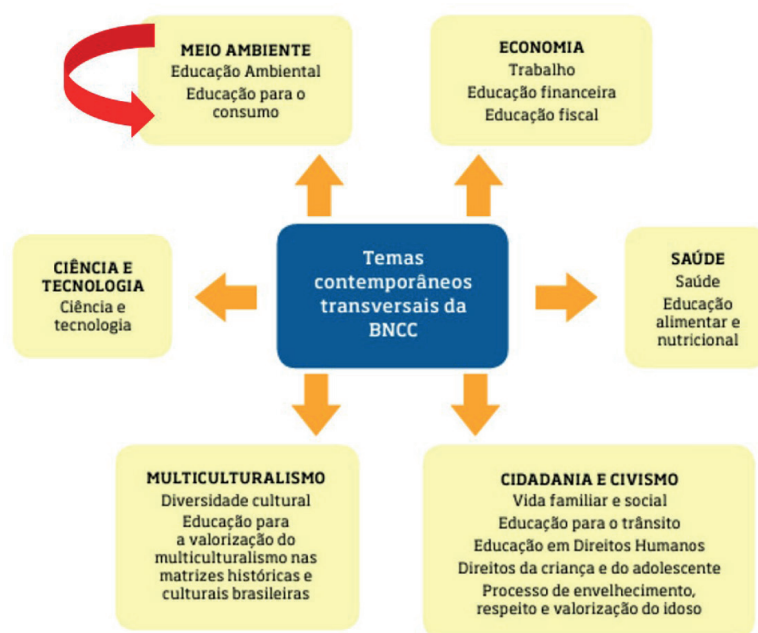 MEIO AMBIENTE
Educação Ambiental
Educação para o
consumo
ECONOMIA
Trabalho
Educação financeira
Educação fiscal
CIÊNCIA E
TECNOLOGIA
Ciência e
tecnologia
Temas
contemporâneos
transversais da
BNCC
SAÚDE
Saúde
Educação
alimentar e
nutricional
MULTICULTURALISMO
Diversidade cultural
Educação para
a valorização do
multiculturalismo nas
matrizes históricas e
culturais brasileiras
CIDADANIA E CIVISMO
Vida familiar e social
Educação para o trânsito
Educação em Direitos Humanos
Direitos da criança e do adolescente
Processo de envelhecimento,
respeito e valorização do idoso